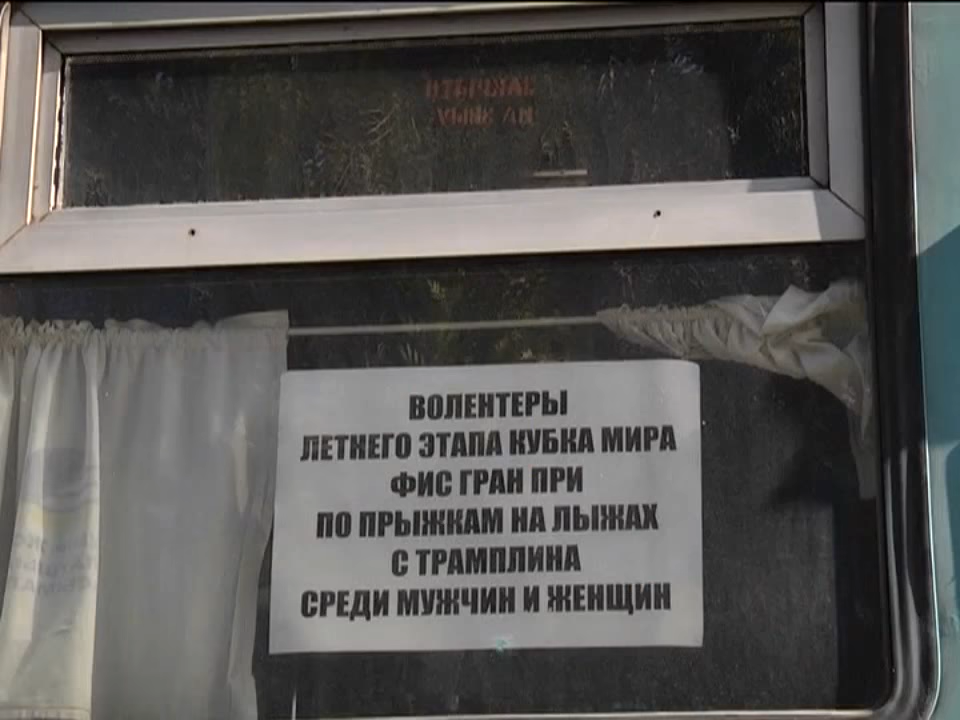 ВОЛЕНТЕРЫ
ЛЕТНЕГО ЭТАПА КУБКА МИРА
ФИС ГРАН ПРИ
ПО ПРЫЖКАМ НА ЛЫЖАХ
С ТРАМПЛИНА
СРЕДИ МУЖЧИН И ЖЕНЩИН